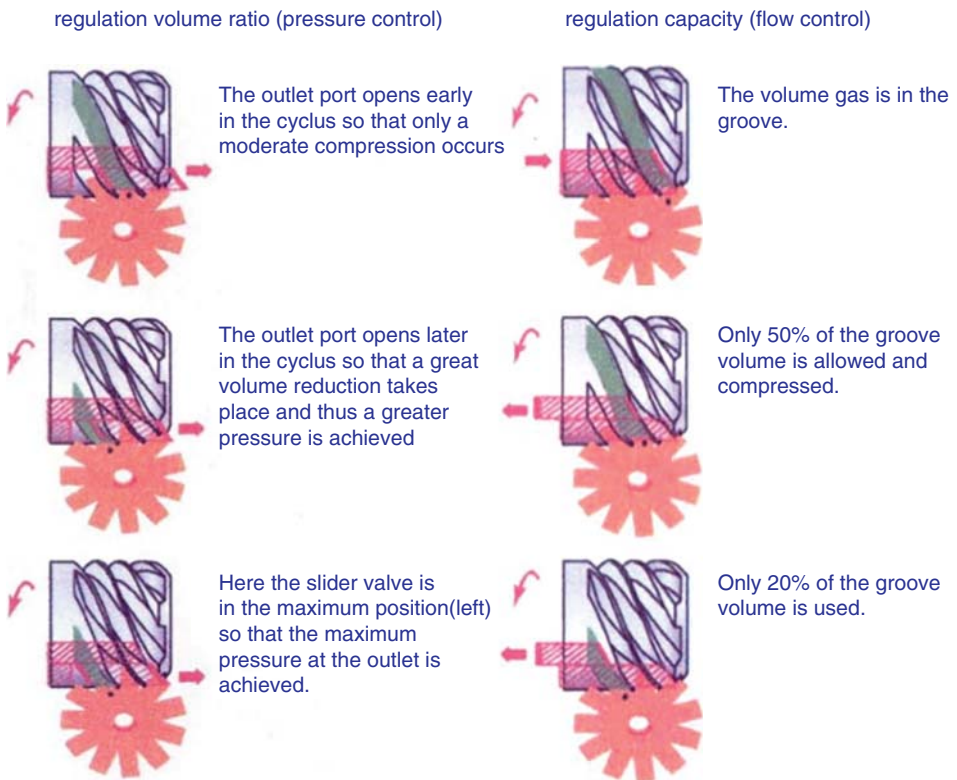 regulation volume ratio (pressure control)
regulation capacity (flow control)
The outlet port opens early
in the cyclus so that only a
moderate compression occurs
The volume gas is in the
groove.
The outlet port opens later
in the cyclus so that a great
volume reduction takes
place and thus a greater
pressure is achieved
Only 50% of the groove
volume is allowed and
compressed.
Here the slider valve is
in the maximum position(left)
so that the maximum
pressure at the outlet is
achieved.
Only 20% of the groove
volume is used.